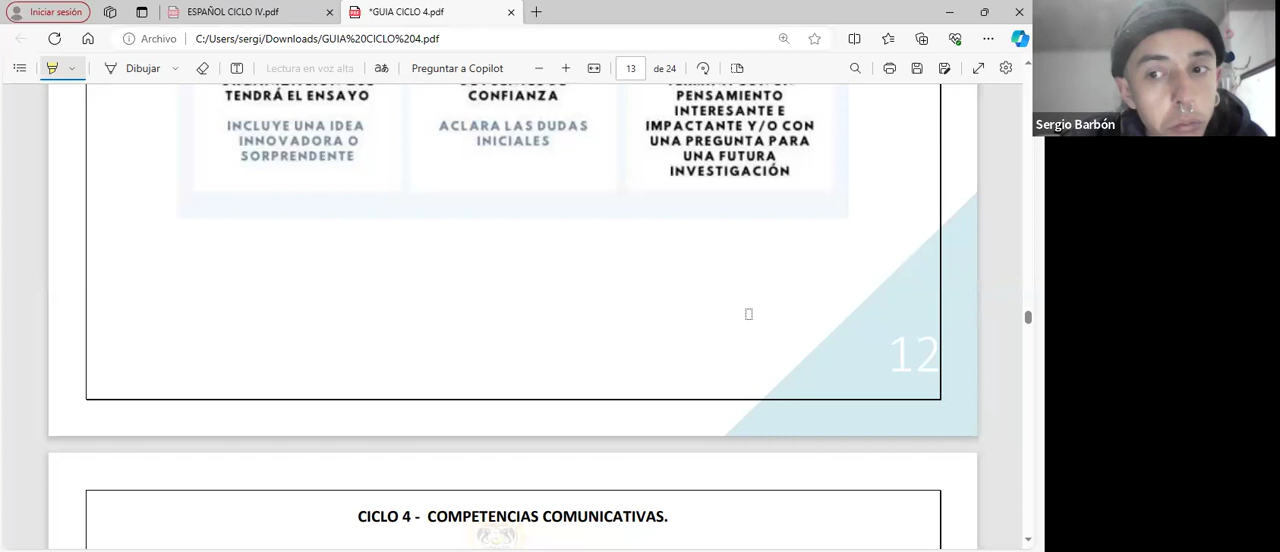 Iniciar sesión
ESPAÑOL CICLO IV.pdf
*GUIA CICLO 4.pdf
Archivo
C:/Users/sergi/Downloads/GUIA%20CICLO%204.pdf
Dibujar
Lectura en voz alta
aあ
Preguntar a Copilot
13
de 24
Sergio Barbón
TENDRÁ EL ENSAYO
INCLUYE UNA IDEA
INNOVADORA O
SORPRENDENTE
CONFIANZA
ACLARA LAS DUDAS
INICIALES
PENSAMIENTO
INTERESANTE E
IMPACTANTE Y/O CON
UNA PREGUNTA PARA
UNA FUTURA
INVESTIGACIÓN
12
CICLO 4 - COMPETENCIAS COMUNICATIVAS.